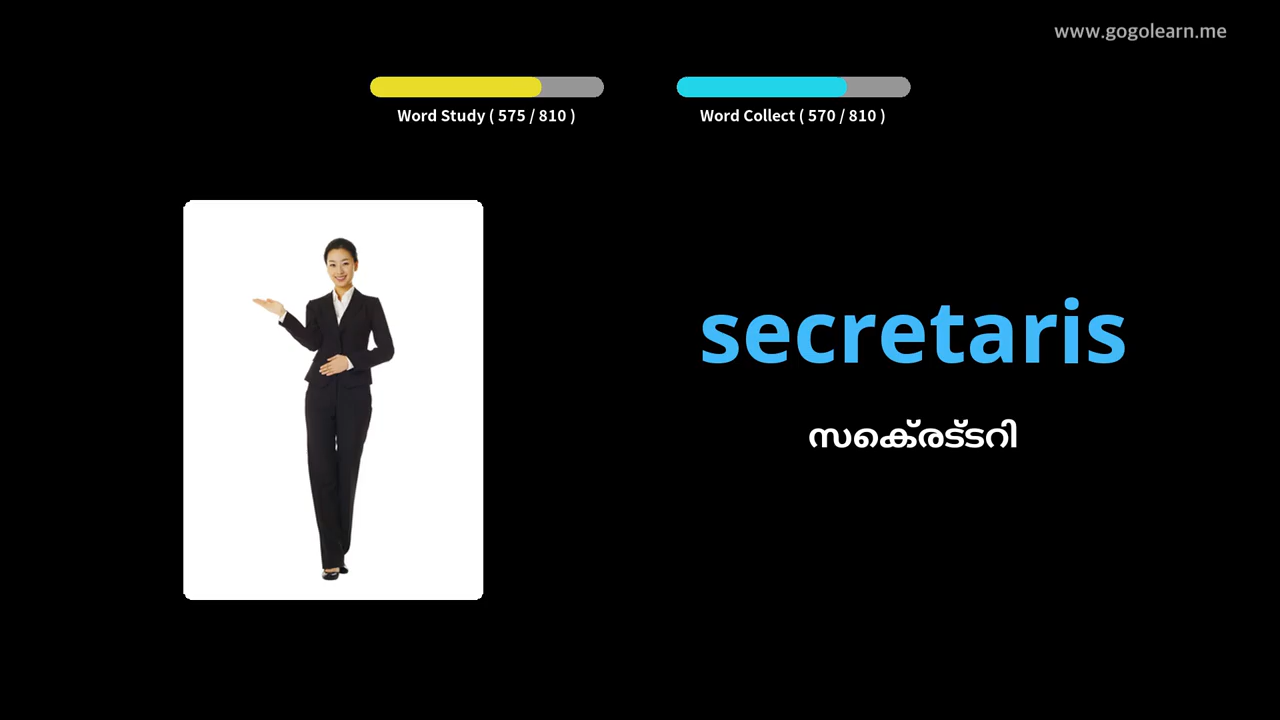 www.gogolearn.me
Word Study ( 575 / 810 )
Word Collect ( 570 / 810 )
secretaris
സക്രെട്ടറി